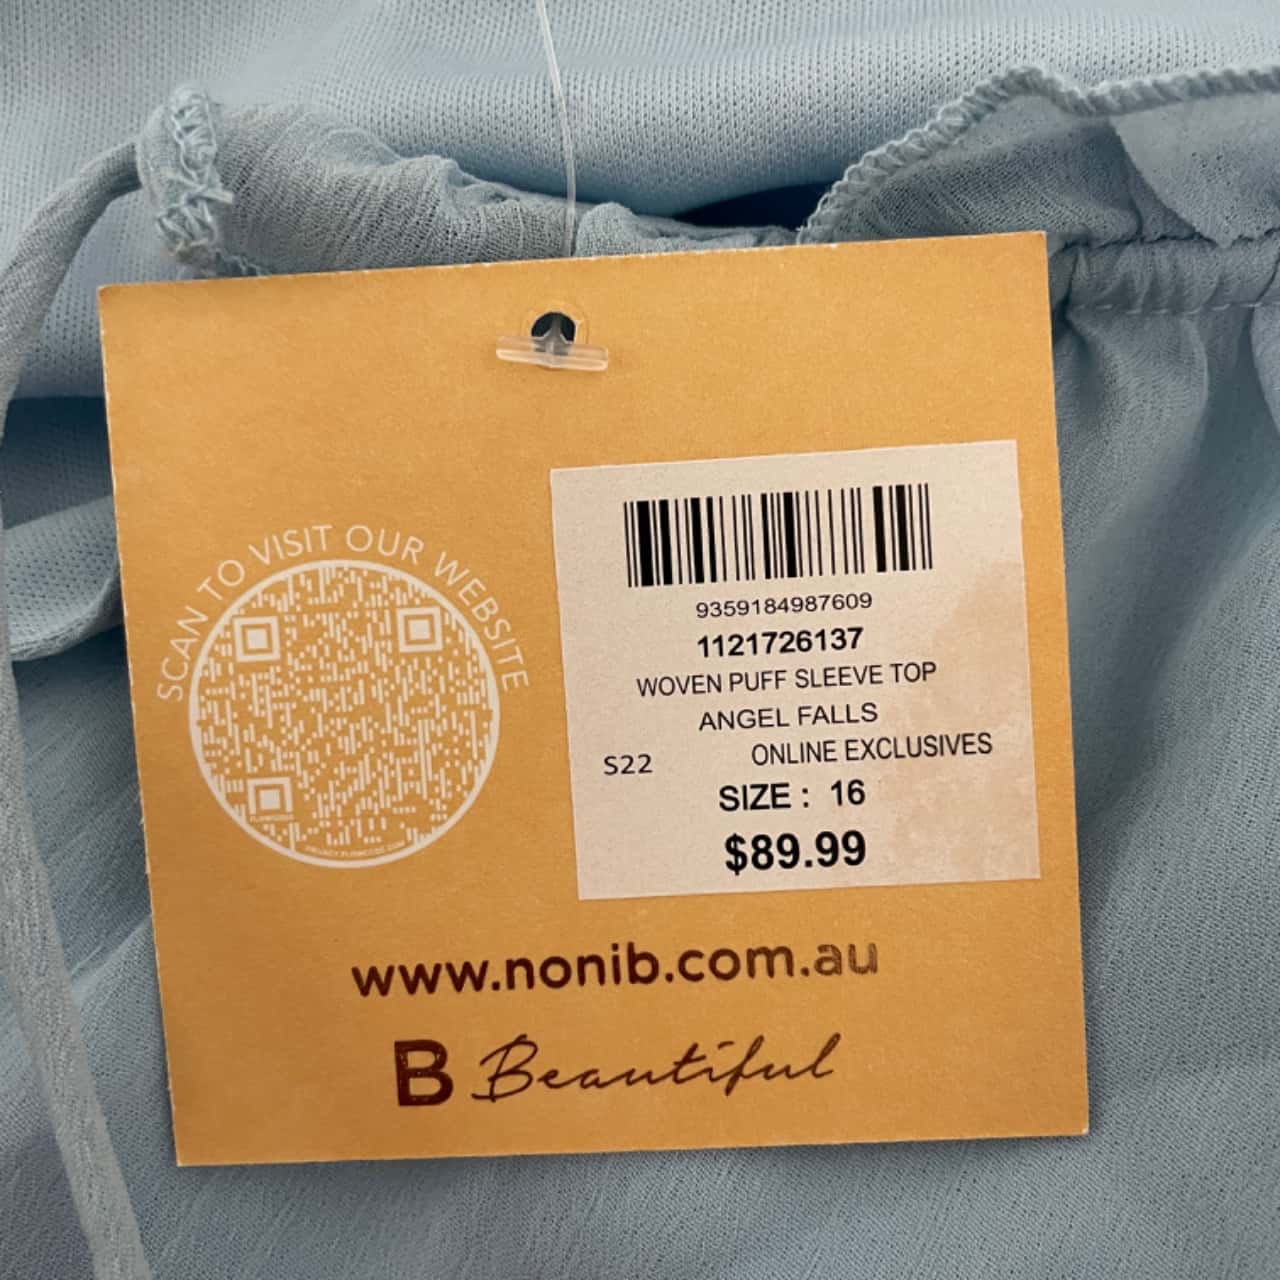 SCAN TO VISIT OUR WEBSITE
9359184987609
1121726137
WOVEN PUFF SLEEVE TOP
ANGEL FALLS
S22 ONLINE EXCLUSIVES
SIZE : 16
$89.99
www.nonib.com.au
B Beautiful